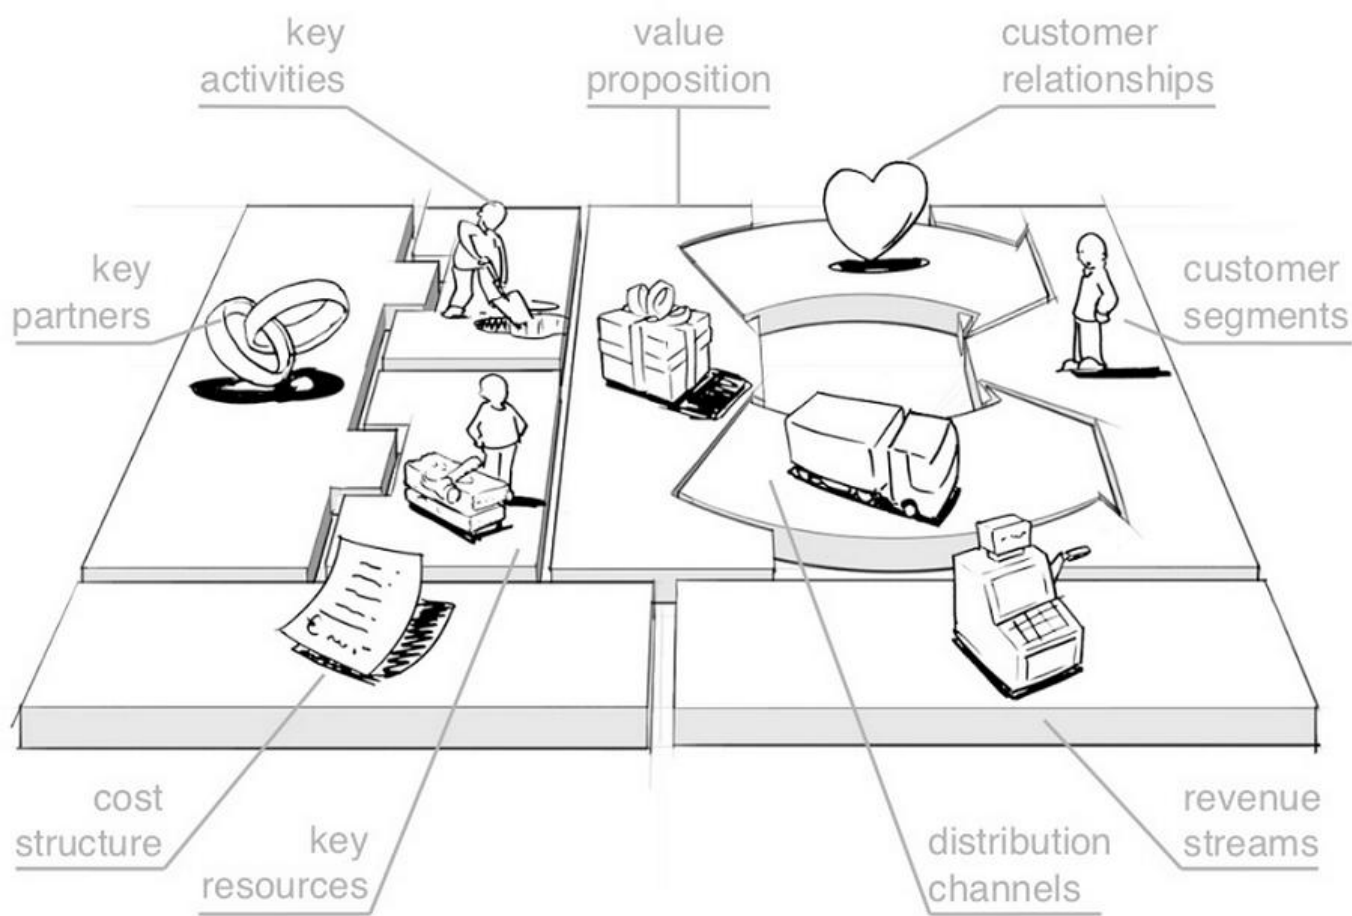 key
activities
value
proposition
customer
relationships
key
partners
customer
segments
cost
structure
key
resources
distribution
channels
revenue
streams